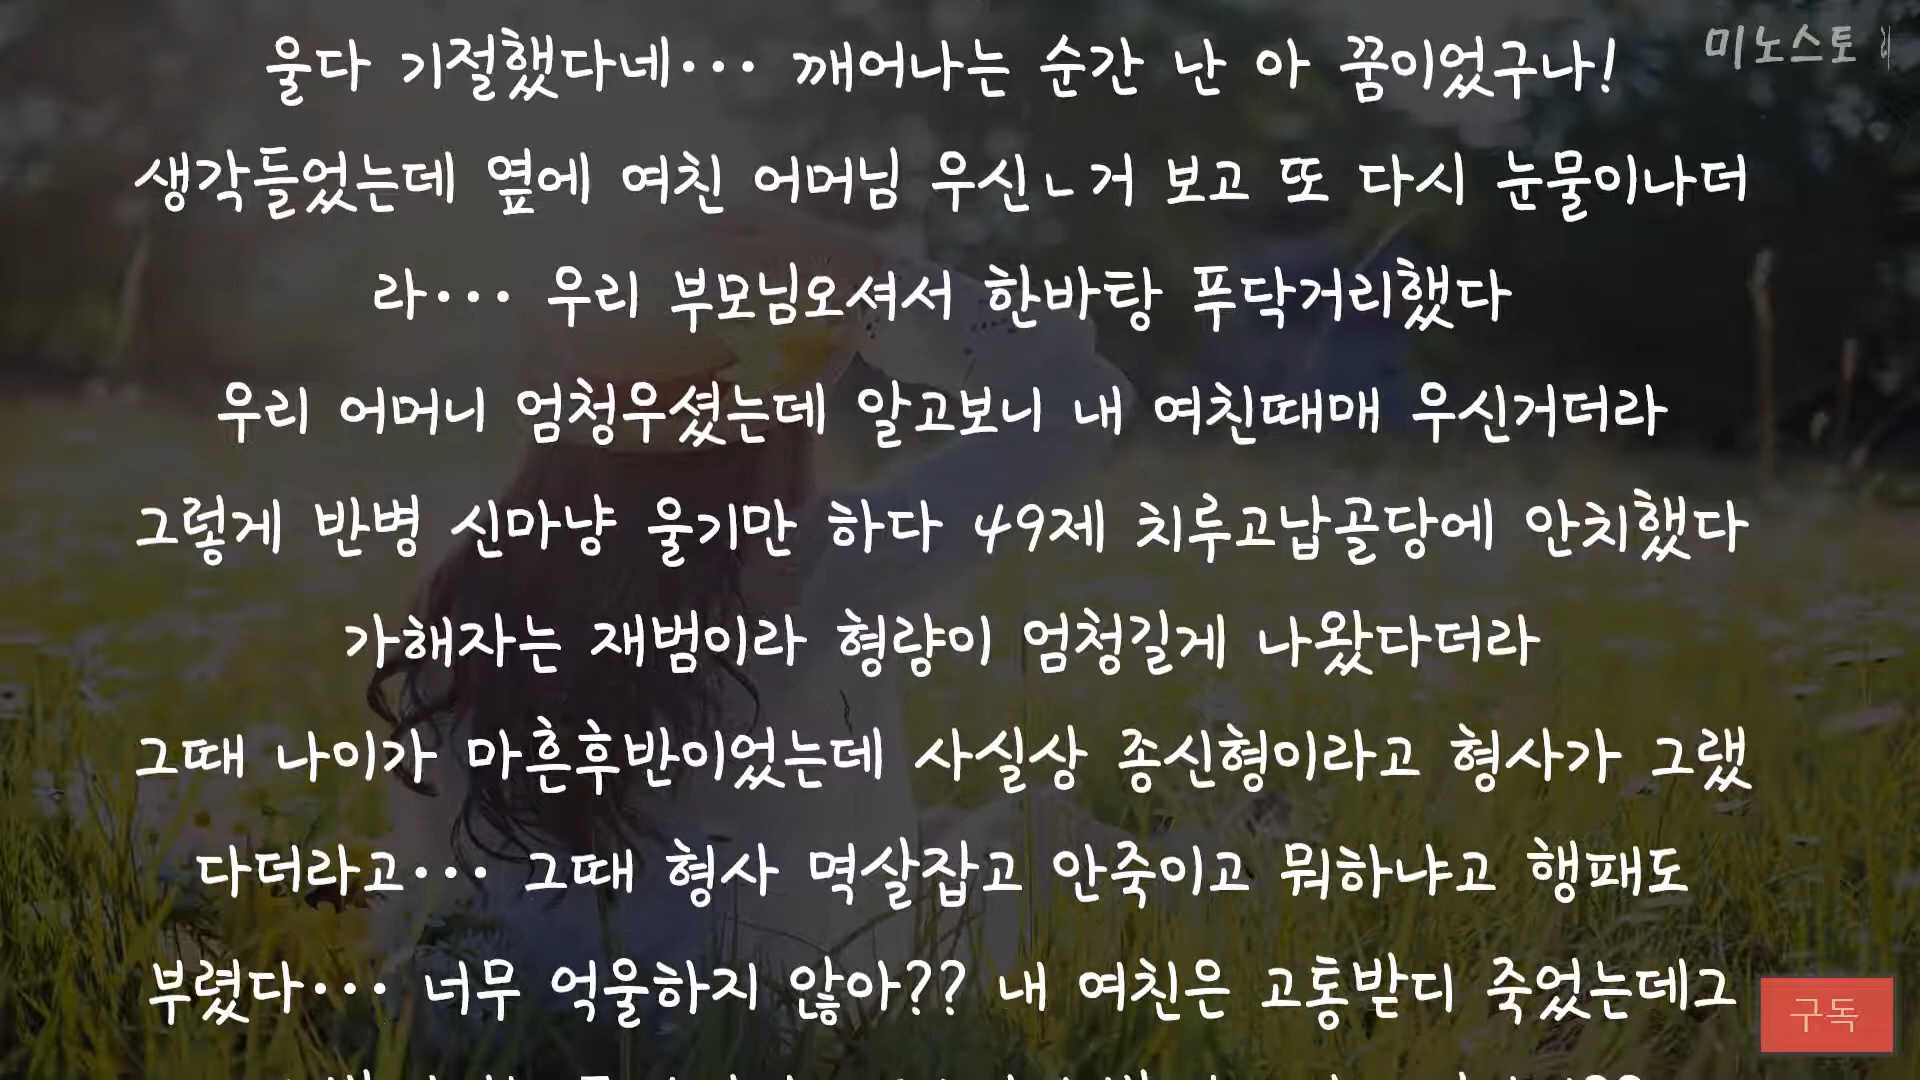 울다 기절했다네··· 깨어나는 순간 난 아 꿈이었구나!
미노스토
생각들었는데 옆에 여친 어머님 우신ㄴ거 보고 또 다시 눈물이나더
라··· 우리 부모님오셔서 한바탕 푸닥거리했다
우리 어머니 엄청우셨는데 알고보니 내 여친때매 우신거더라
그렇게 반병 신마냥 울기만 하다 49제 치루고납골당에 안치했다
가해자는 재범이라 형량이 엄청길게 나왔다더라
그때 나이가 마흔후반이었는데 사실상 종신형이라고 형사가 그랬
다더라고··· 그때 형사 멱살잡고 안죽이고 뭐하냐고 행패도
부렸다··· 너무 억울하지 않아?? 내 여친은 고통받디 죽었는데그
구독